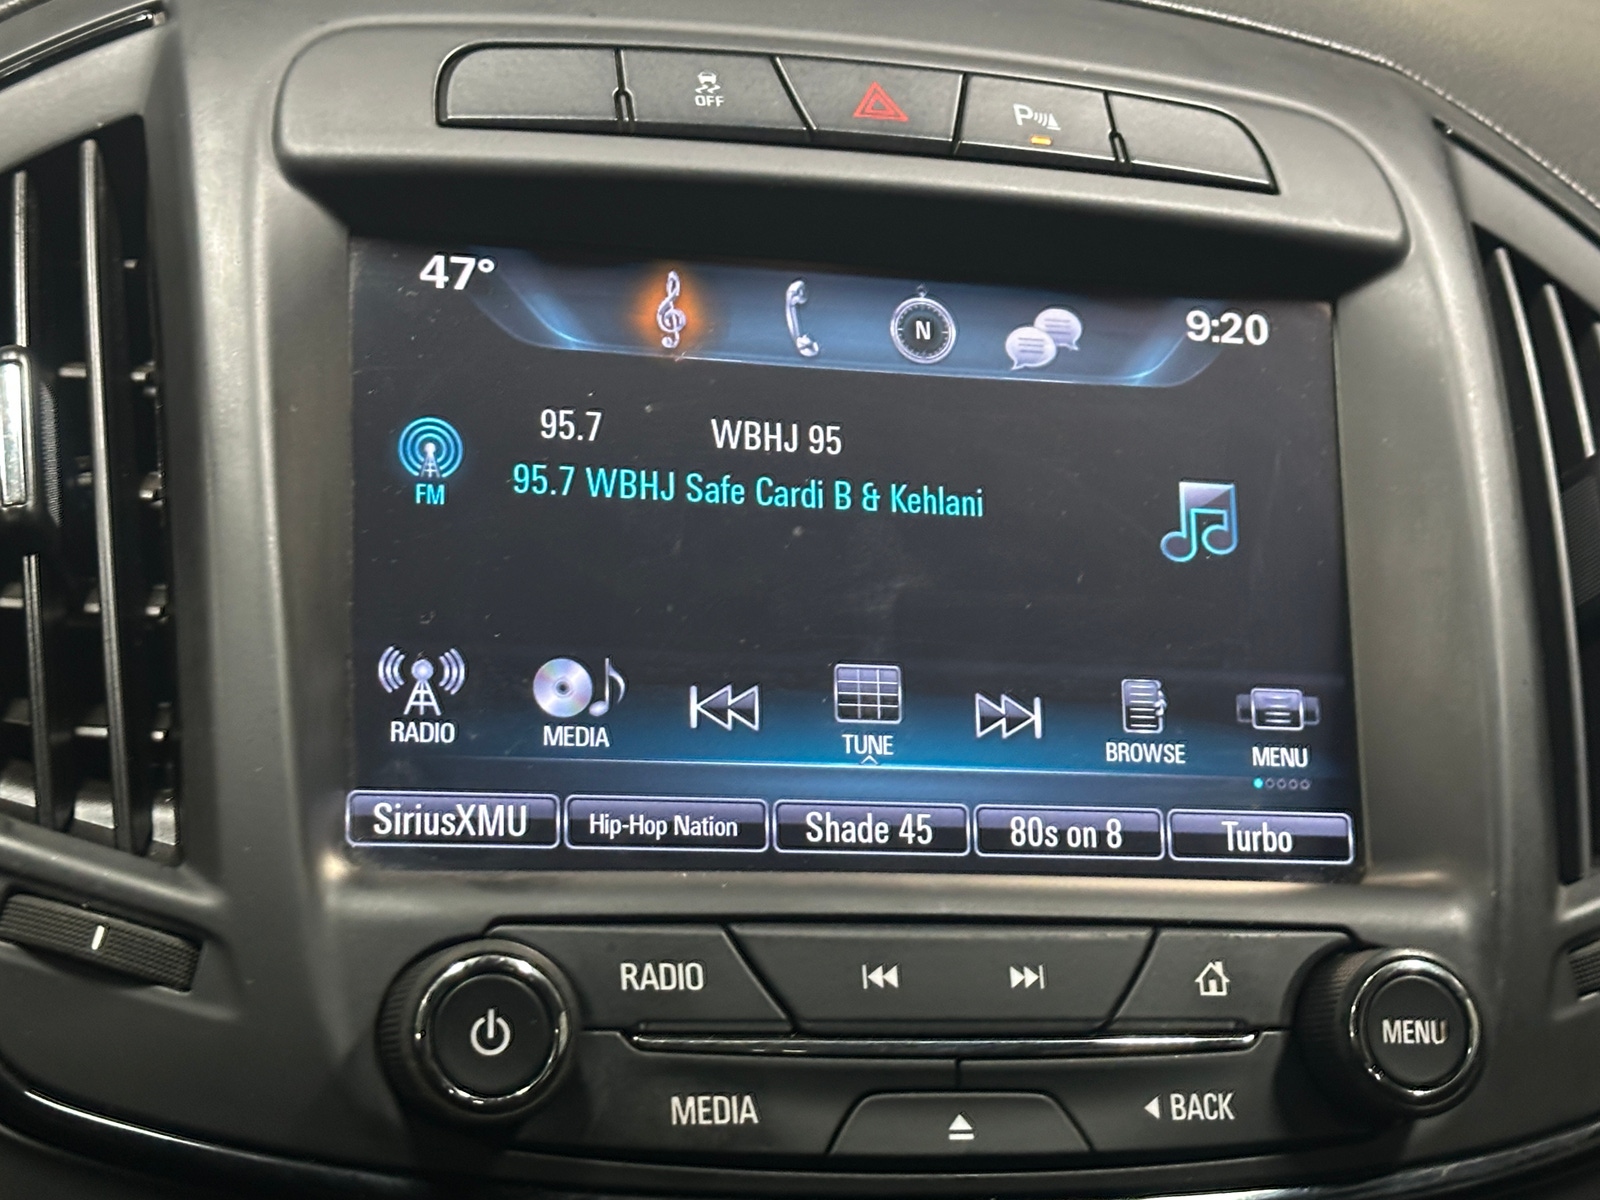 OFF
P
47°
N
9:20
95.7 WBHJ 95
FM
95.7 WBHJ Safe Cardi B & Kehlani
RADIO
MEDIA
TUNE
BROWSE
MENU
SiriusXMU
Hip-Hop Nation
Shade 45
80s on 8
Turbo
RADIO
MENU
MEDIA
BACK